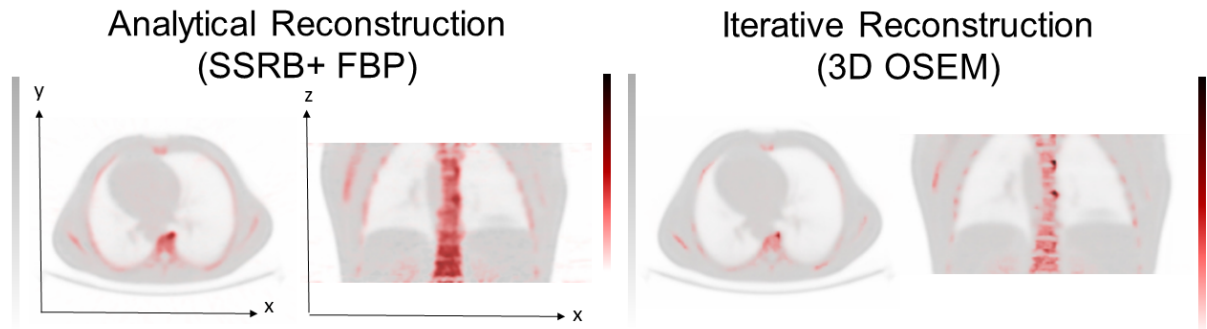 Analytical Reconstruction
(SSRB+ FBP)
Iterative Reconstruction
(3D OSEM)
y
z
x
x